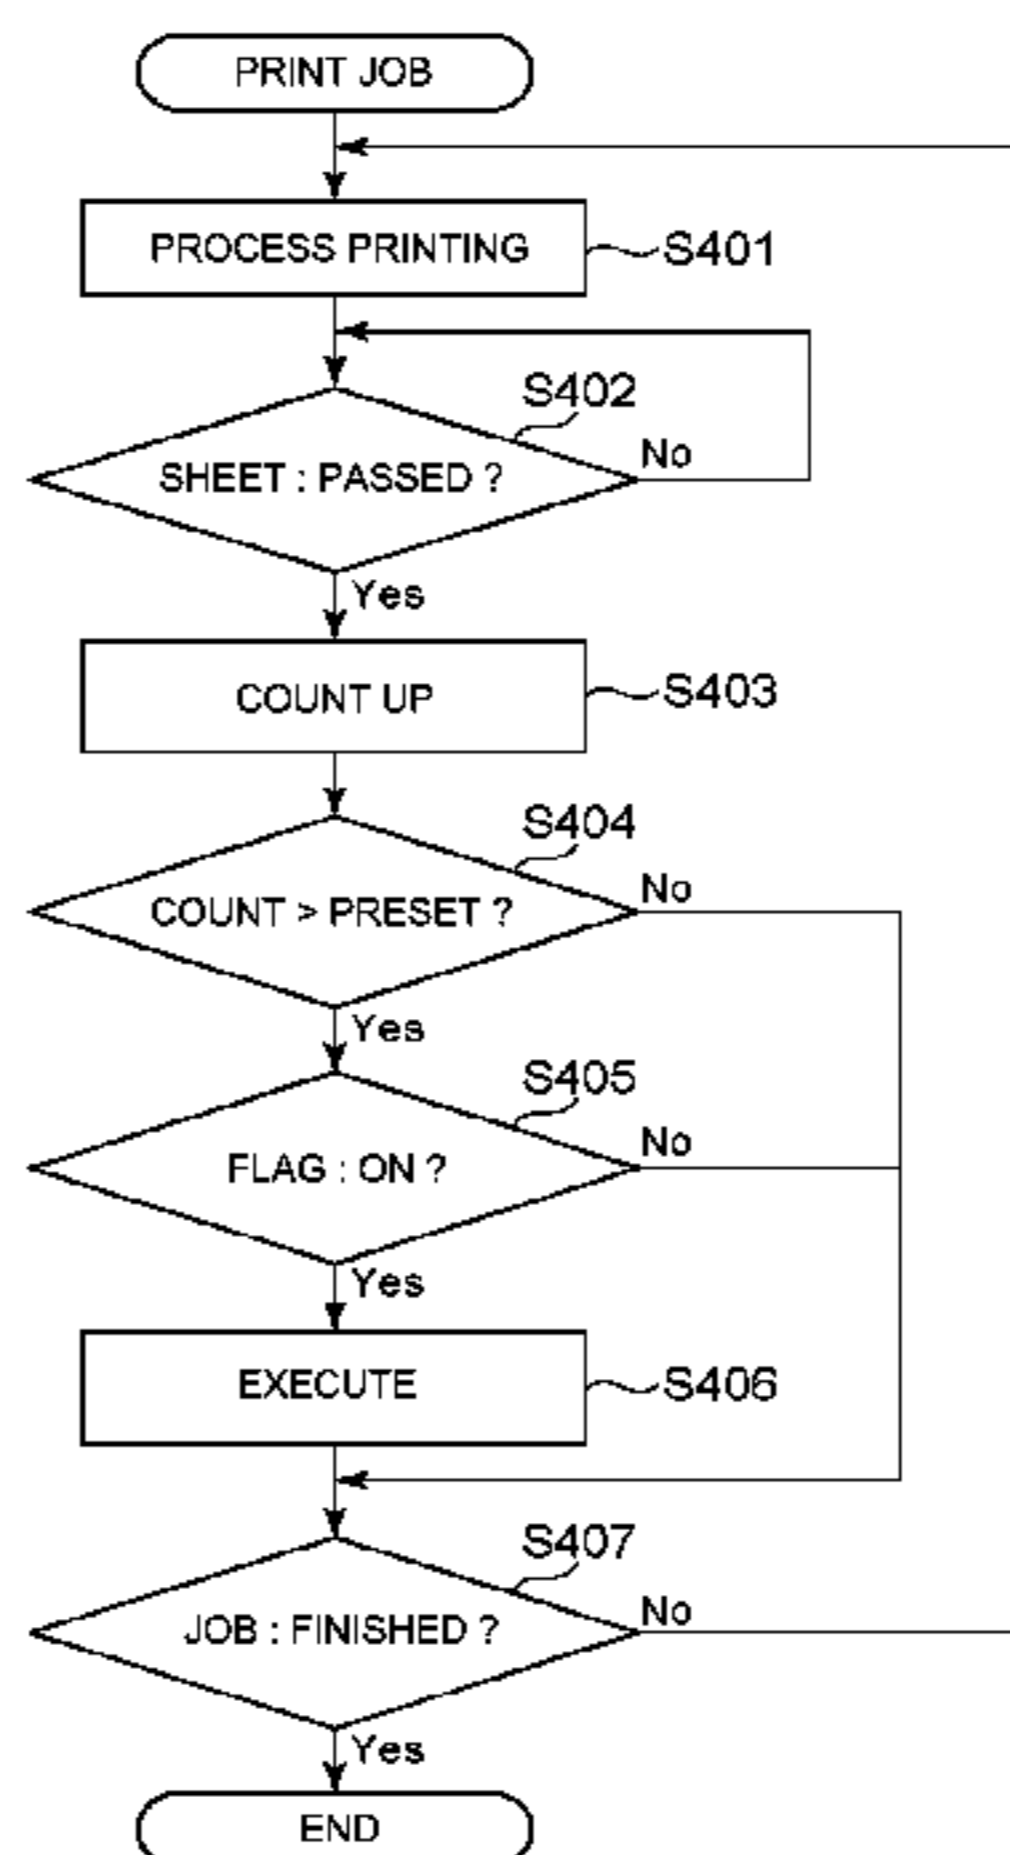 PRINT JOB
PROCESS PRINTING
S401
S402
SHEET : PASSED ?
No
Yes
COUNT UP
S403
S404
COUNT > PRESET ?
No
Yes
S405
FLAG : ON ?
No
Yes
EXECUTE
S406
S407
JOB : FINISHED ?
No
Yes
END